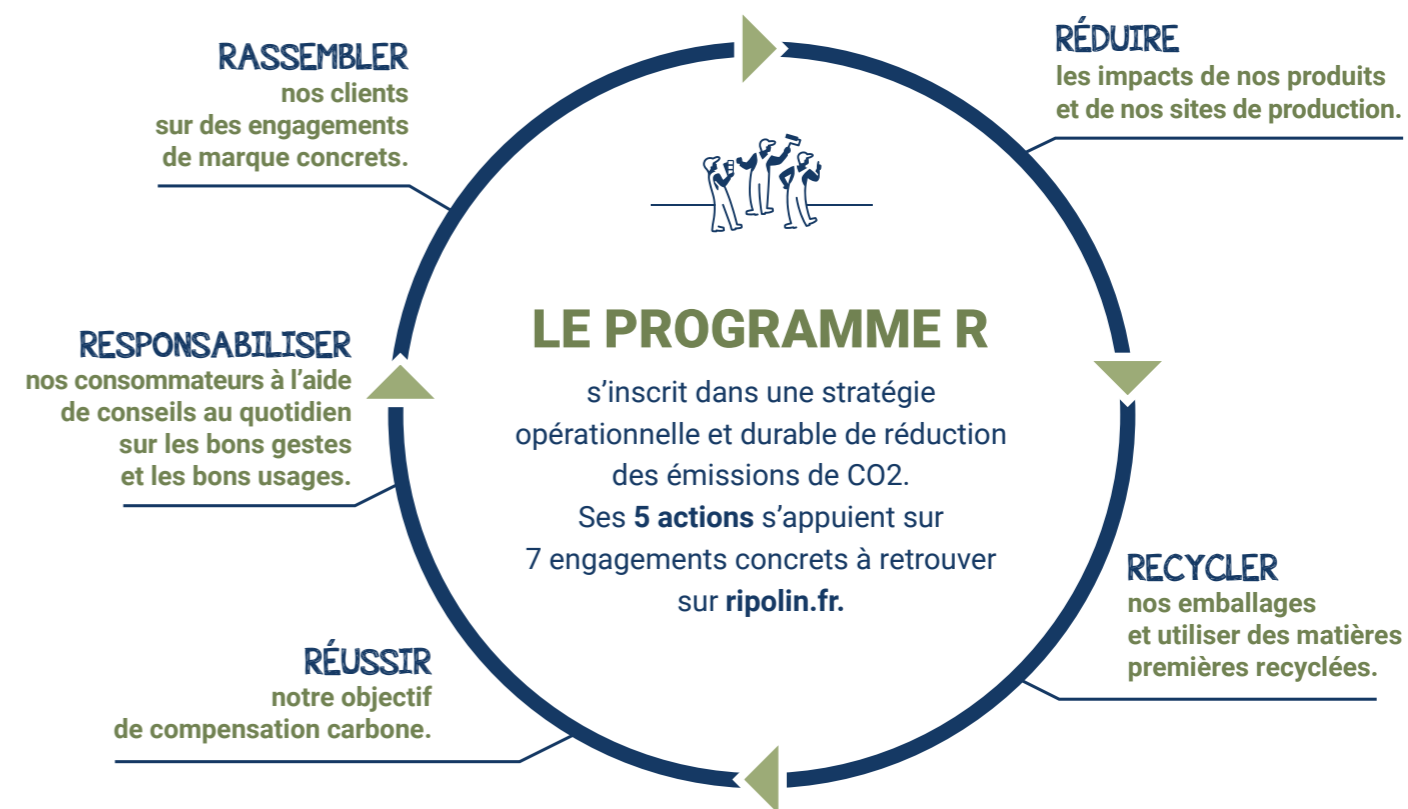 RASSEMBLER
nos clients
sur des engagements
de marque concrets.
RÉDUIRE
les impacts de nos produits
et de nos sites de production.
RESPONSABILISER
nos consommateurs à l’aide
de conseils au quotidien
sur les bons gestes
et les bons usages.
LE PROGRAMME R
s’inscrit dans une stratégie
opérationnelle et durable de réduction
des émissions de CO2.
Ses 5 actions s’appuient sur
7 engagements concrets à retrouver
sur ripolin.fr.
RECYCLER
nos emballages
et utiliser des matières
premières recyclées.
RÉUSSIR
notre objectif
de compensation carbone.